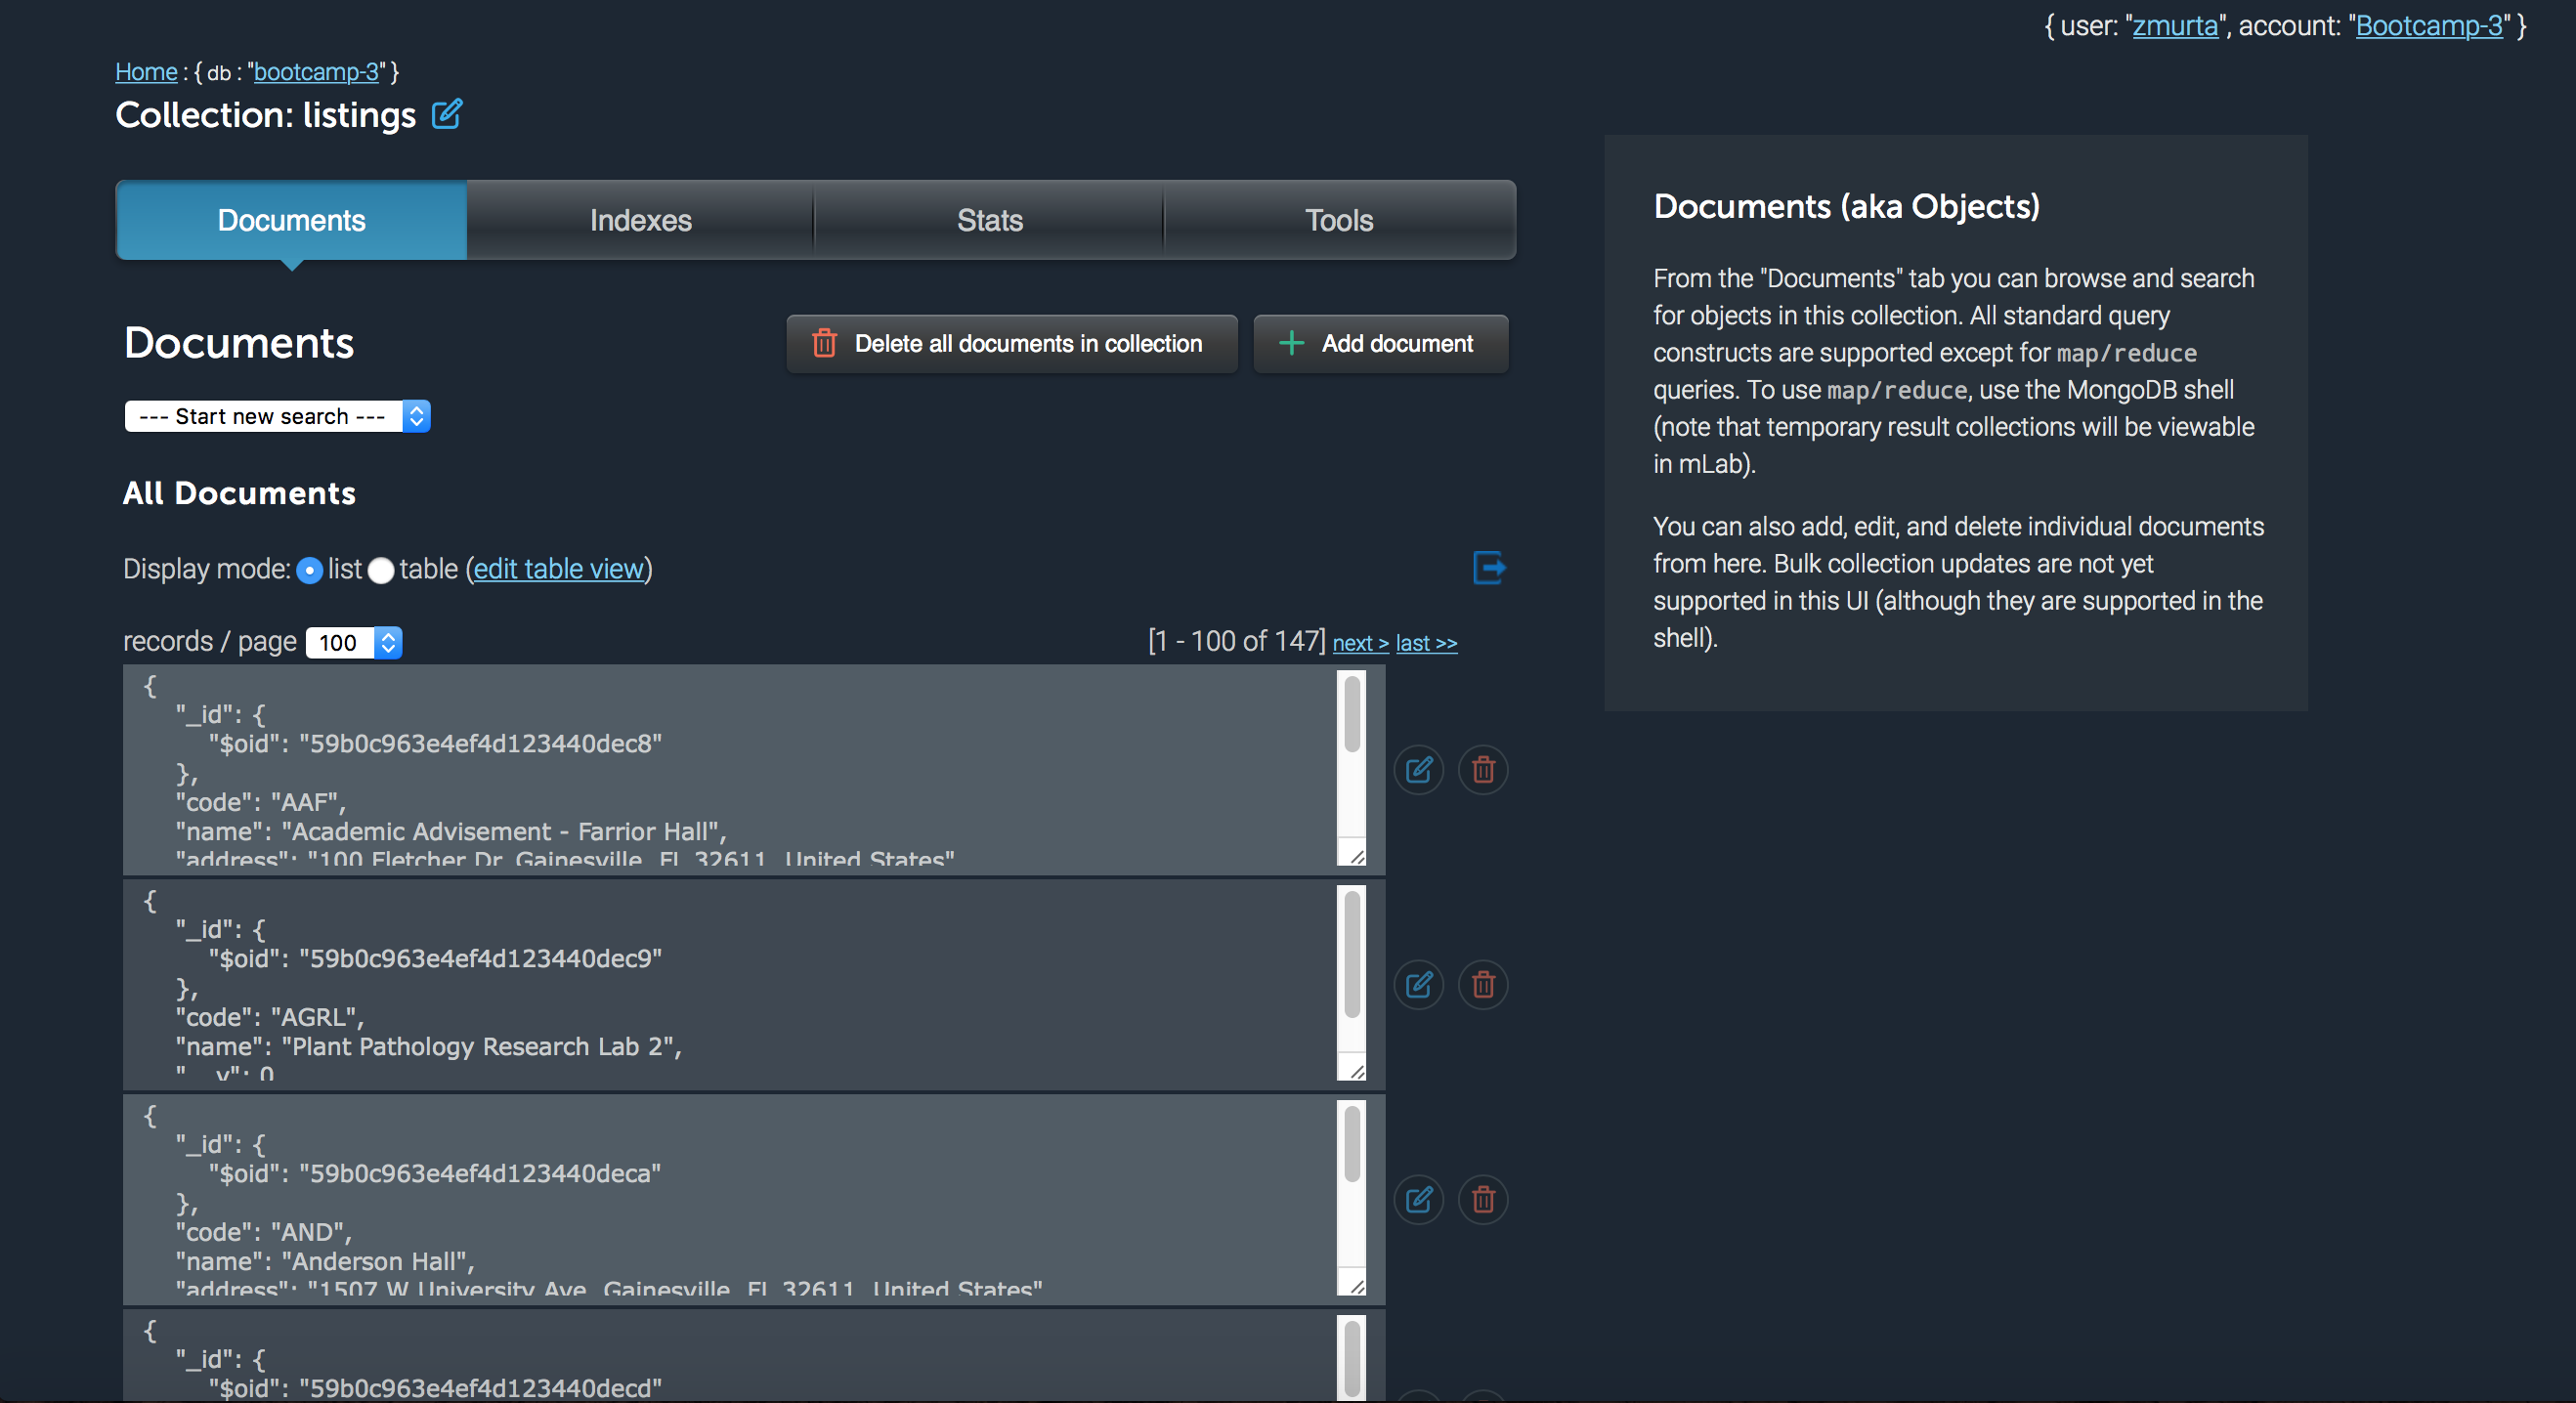 { user: "zmurta", account: "Bootcamp-3" }
Home : { db : "bootcamp-3" }
Collection: listings
Documents
Indexes
Stats
Tools
Documents
Delete all documents in collection
Add document
--- Start new search ---
All Documents
Display mode: list table (edit table view)
records / page 100
[1 - 100 of 147] next > last >>
{
"_id": {
"$oid": "59b0c963e4ef4d123440dec8"
},
"code": "AAF",
"name": "Academic Advisement - Farrior Hall",
"address": "100 Fletcher Dr, Gainesville, FL 32611, United States"
{
"_id": {
"$oid": "59b0c963e4ef4d123440dec9"
},
"code": "AGRL",
"name": "Plant Pathology Research Lab 2",
"__v": 0
{
"_id": {
"$oid": "59b0c963e4ef4d123440deca"
},
"code": "AND",
"name": "Anderson Hall",
"address": "1507 W University Ave, Gainesville, FL 32611, United States"
{
"_id": {
"$oid": "59b0c963e4ef4d123440decd"
Documents (aka Objects)
From the "Documents" tab you can browse and search
for objects in this collection. All standard query
constructs are supported except for map/reduce
queries. To use map/reduce, use the MongoDB shell
(note that temporary result collections will be viewable
in mLab).
You can also add, edit, and delete individual documents
from here. Bulk collection updates are not yet
supported in this UI (although they are supported in the
shell).